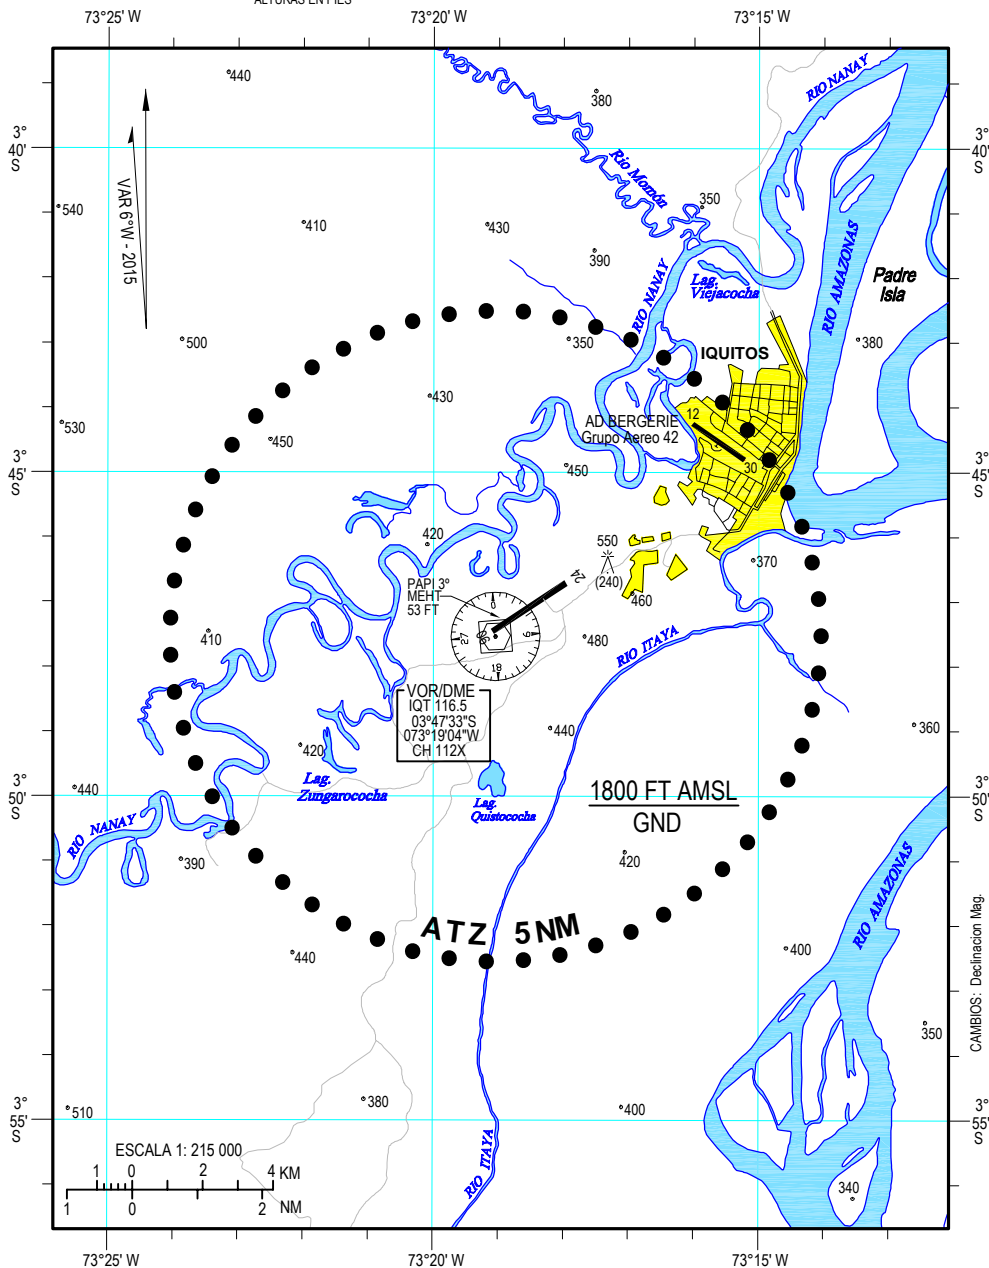 ALTURAS EN PIES
73°25' W
73°20' W
73°15' W
440
380
RIO NANAY
3°
40'
S
3°
40'
S
VAR 6°W - 2015
Rio Momón
540
410
430
350
390
RIO NANAY
Lag.
Viejacocha
RIO AMAZONAS
Padre
Isla
500
350
IQUITOS
380
430
530
450
AD BERGERIE
Grupo Aereo 42
12
30
450
3°
45'
S
3°
45'
S
420
550
(240)
24
370
PAPI 3°
MEHT
53 FT
460
0
9
18
27
06
410
480
RIO ITAYA
VOR/DME
IQT 116.5
03°47'33"S
073°19'04"W
CH 112X
440
360
420
Lag.
Zungarococha
440
Lag.
Quistococha
1800 FT AMSL
GND
3°
50'
S
3°
50'
S
RIO NANAY
390
420
RIO AMAZONAS
ATZ 5 NM
440
400
350
CAMBIOS: Declinacion Mag.
510
380
400
3°
55'
S
3°
55'
S
ESCALA 1: 215 000
1 0 2 4 KM
1 0 2 NM
RIO ITAYA
340
73°25' W
73°20' W
73°15' W